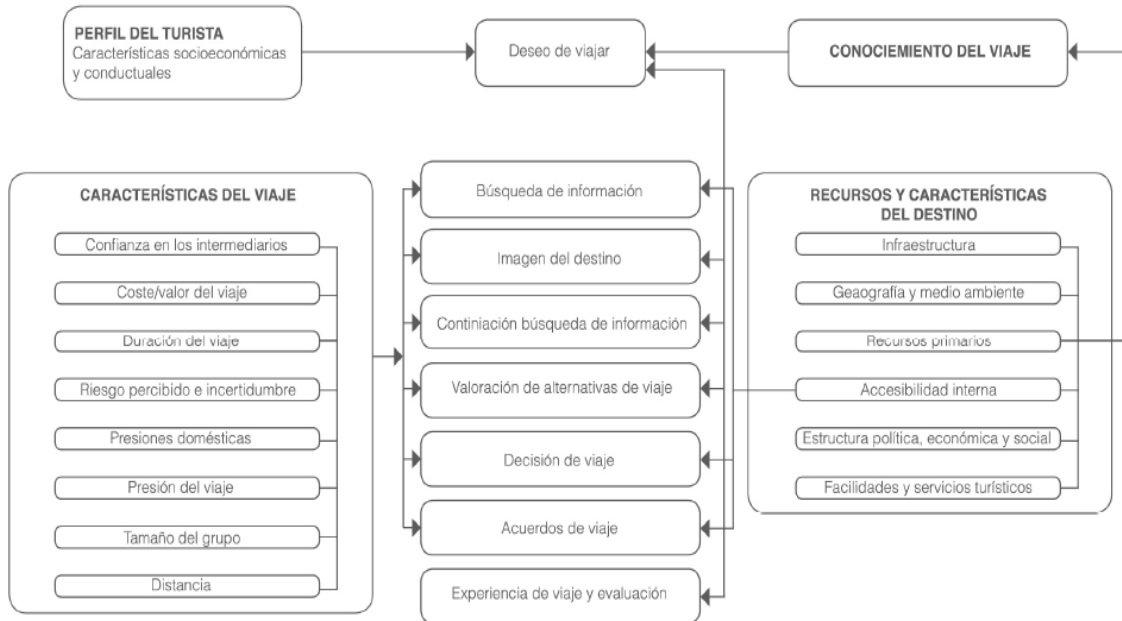 PERFIL DEL TURISTA
Características socioeconómicas
y conductuales
Deseo de viajar
CONOCIEMIENTO DEL VIAJE
CARACTERÍSTICAS DEL VIAJE
Confianza en los intermediarios
Coste/valor del viaje
Duración del viaje
Riesgo percibido e incertidumbre
Presiones domésticas
Presión del viaje
Tamaño del grupo
Distancia
Búsqueda de información
Imagen del destino
Continiación búsqueda de información
Valoración de alternativas de viaje
Decisión de viaje
Acuerdos de viaje
Experiencia de viaje y evaluación
RECURSOS Y CARACTERÍSTICAS
DEL DESTINO
Infraestructura
Geaografía y medio ambiente
Recursos primarios
Accesibilidad interna
Estructura política, económica y social
Facilidades y servicios turísticos